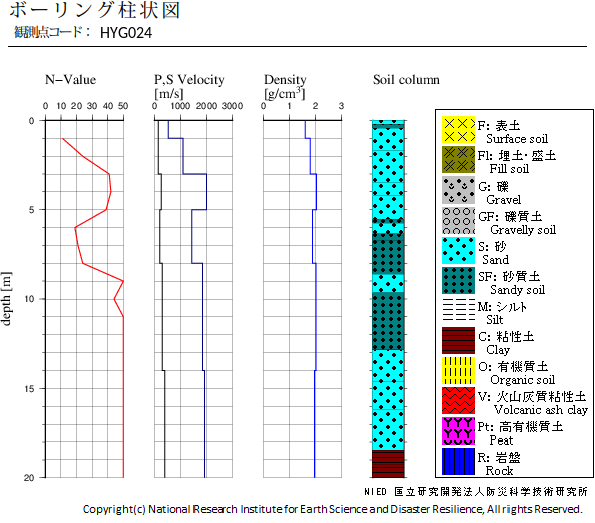 ボーリング柱状図
観測点コード： HYG024
N−Value
P,S Velocity
[m/s]
Density
[g/cm³]
Soil column
0 10 20 30 40 50
0 1000 2000 3000
0 1 2 3
0
5
10
15
20
depth [m]
F: 表土
Surface soil
Fl: 埋土・盛土
Fill soil
G: 礫
Gravel
GF: 礫質土
Gravelly soil
S: 砂
Sand
SF: 砂質土
Sandy soil
M: シルト
Silt
C: 粘性土
Clay
O: 有機質土
Organic soil
V: 火山灰質粘性土
Volcanic ash clay
Pt: 高有機質土
Peat
R: 岩盤
Rock
NIED 国立研究開発法人防災科学技術研究所
Copyright(c) National Research Institute for Earth Science and Disaster Resilience, All rights Reserved.